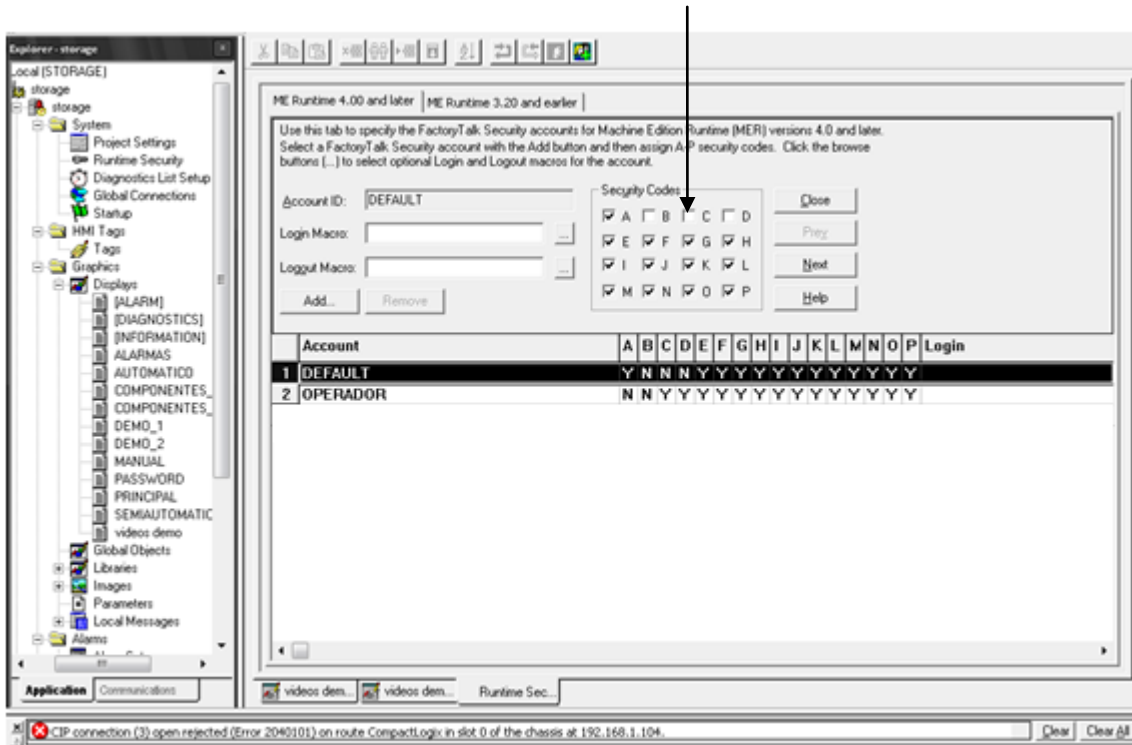 Explorer - storage
Local (STORAGE)
storage
storage
System
Project Settings
Runtime Security
Diagnostics List Setup
Global Connections
Startup
HMI Tags
Tags
Graphics
Displays
[ALARM]
[DIAGNOSTICS]
[INFORMATION]
ALARMAS
AUTOMATICO
COMPONENTES_
COMPONENTES_
DEMO_1
DEMO_2
MANUAL
PASSWORD
PRINCIPAL
SEMIAUTOMATIC
videos demo
Global Objects
Libraries
Images
Parameters
Local Messages
Alarms
Application Communications
ME Runtime 4.00 and later ME Runtime 3.20 and earlier
Use this tab to specify the FactoryTalk Security accounts for Machine Edition Runtime (MER) versions 4.0 and later.
Select a FactoryTalk Security account with the Add button and then assign A-P security codes. Click the browse
buttons (...) to select optional Login and Logout macros for the account.
Account ID: DEFAULT
Login Macro: ...
Loggut Macro: ...
Add... Remove
Security Codes
A B C D
E F G H
I J K L
M N O P
Close
Prev
Next
Help
Account A B C D E F G H I J K L M N O P Login
1 DEFAULT Y N N N Y Y Y Y Y Y Y Y Y Y Y Y
2 OPERADOR N N Y Y Y Y Y Y Y Y Y Y Y Y Y Y
videos dem... videos dem... Runtime Sec...
CIP connection (3) open rejected (Error 2040101) on route CompactLogix in slot 0 of the chassis at 192.168.1.104.
Clear Clear All